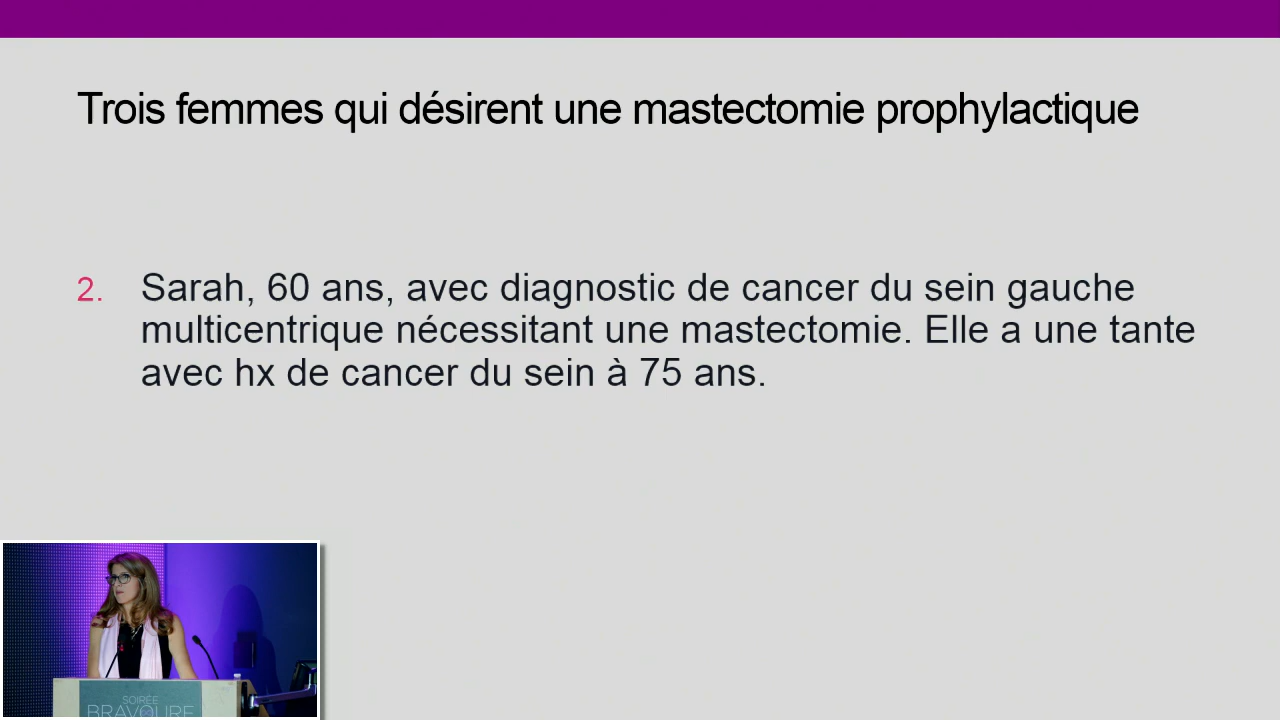 Trois femmes qui désirent une mastectomie prophylactique
2. Sarah, 60 ans, avec diagnostic de cancer du sein gauche
multicentrique nécessitant une mastectomie. Elle a une tante
avec hx de cancer du sein à 75 ans.
SOIRÉE
BRAVOURE